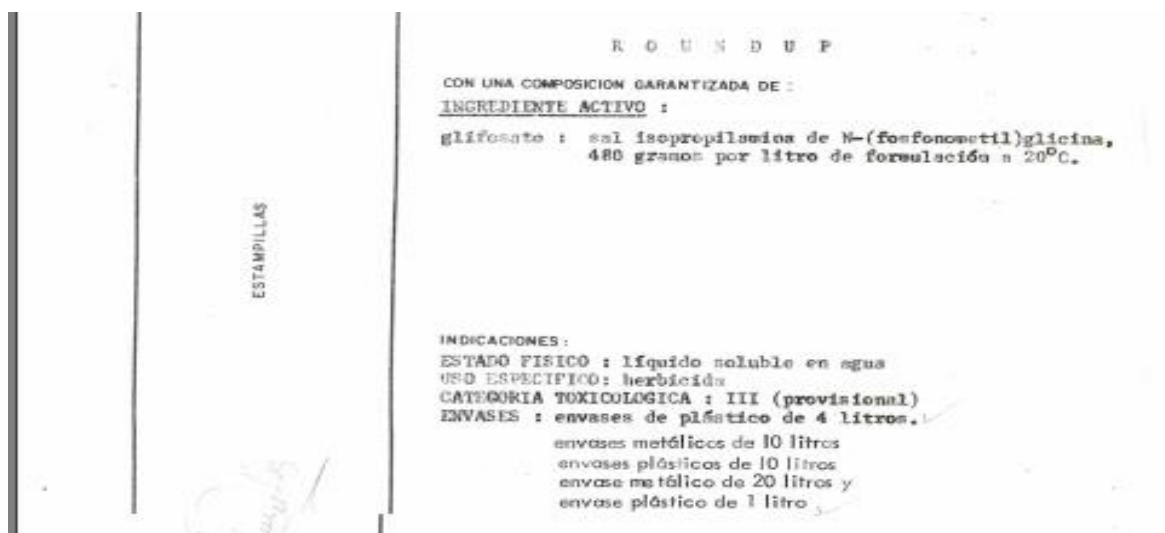 ESTAMPILLAS
R O U N D U P
CON UNA COMPOSICION GARANTIZADA DE :
INGREDIENTE ACTIVO :
glifosato : sal isopropilamina de N-(fosfonometil)glicina,
480 gramos por litro de formulación a 20°C.
INDICACIONES :
ESTADO FISICO : líquido soluble en agua
USO ESPECIFICO: herbicida
CATEGORIA TOXICOLOGICA : III (provisional)
ENVASES : envases de plástico de 4 litros.
envases metálicos de 10 litros
envases plásticos de 10 litros
envase metálico de 20 litros y
envase plástico de 1 litro